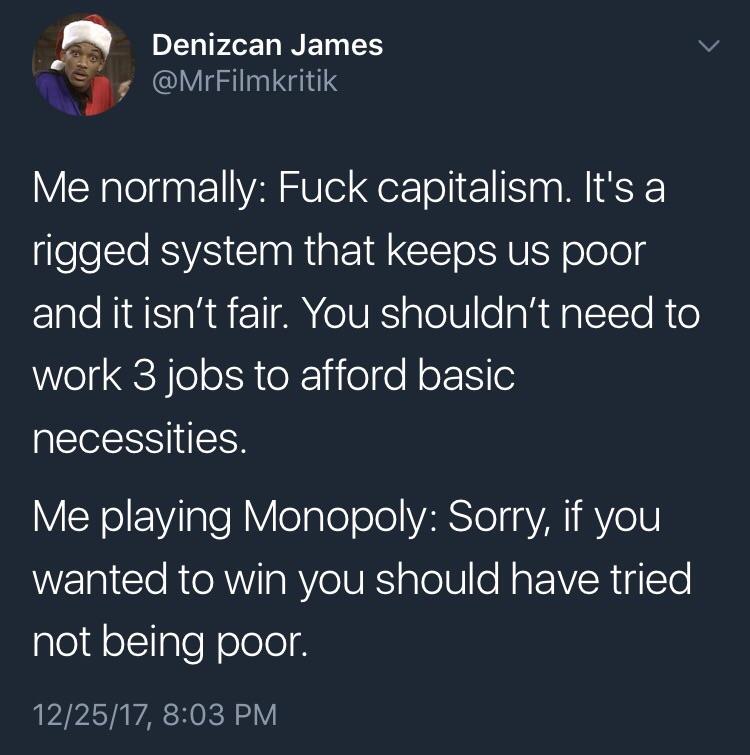 Denizcan James
@MrFilmkritik
Me normally: Fuck capitalism. It's a
rigged system that keeps us poor
and it isn’t fair. You shouldn’t need to
work 3 jobs to afford basic
necessities.
Me playing Monopoly: Sorry, if you
wanted to win you should have tried
not being poor.
12/25/17, 8:03 PM